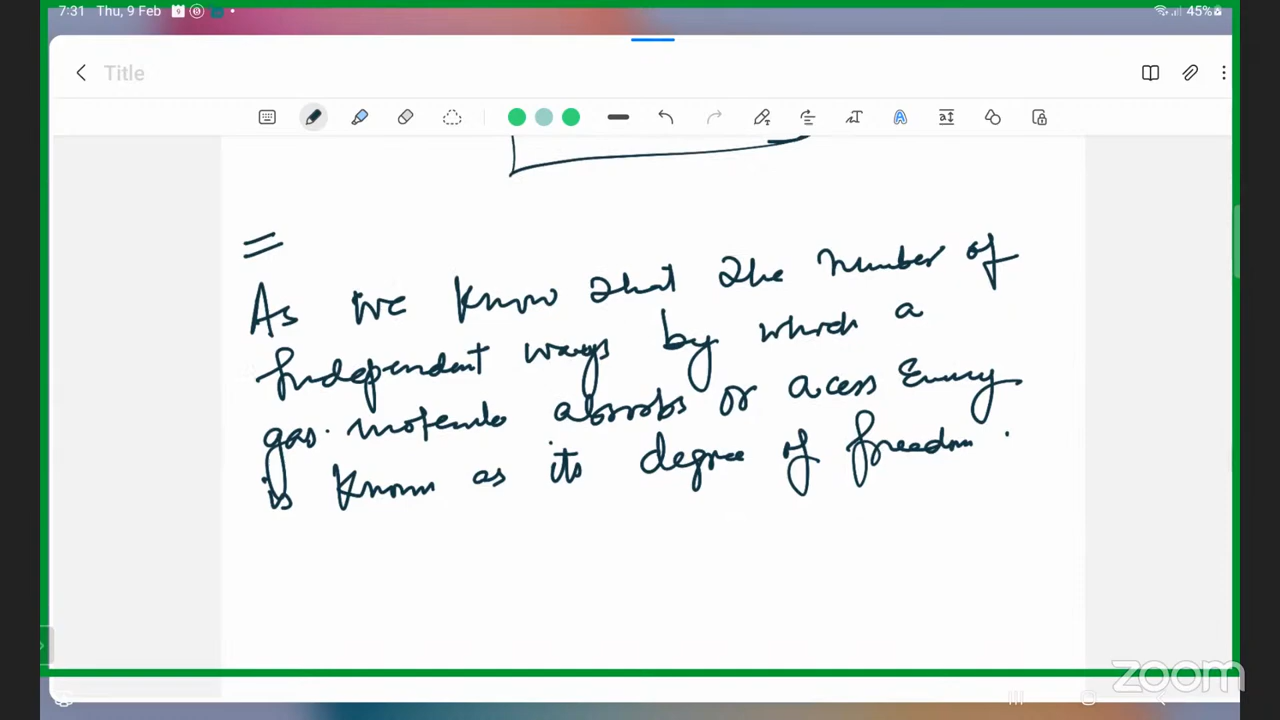 7:31 Thu, 9 Feb
45%
Title
As we know that the number of
Independent ways by which a
gas. molecule absorbs or acess Energy
is known as its degree of freedom.
zoom